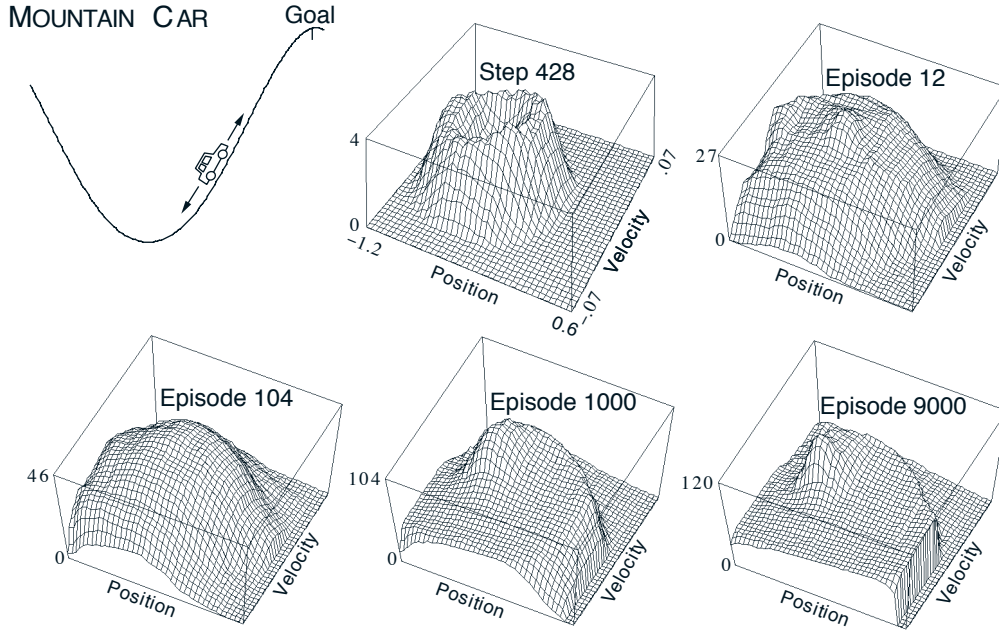 MOUNTAIN CAR
Goal
Step 428
4
0
-1.2
Position
0.6
-.07
Velocity
.07
Episode 12
27
0
Position
Velocity
Episode 104
46
0
Position
Velocity
Episode 1000
104
0
Position
Velocity
Episode 9000
120
0
Position
Velocity